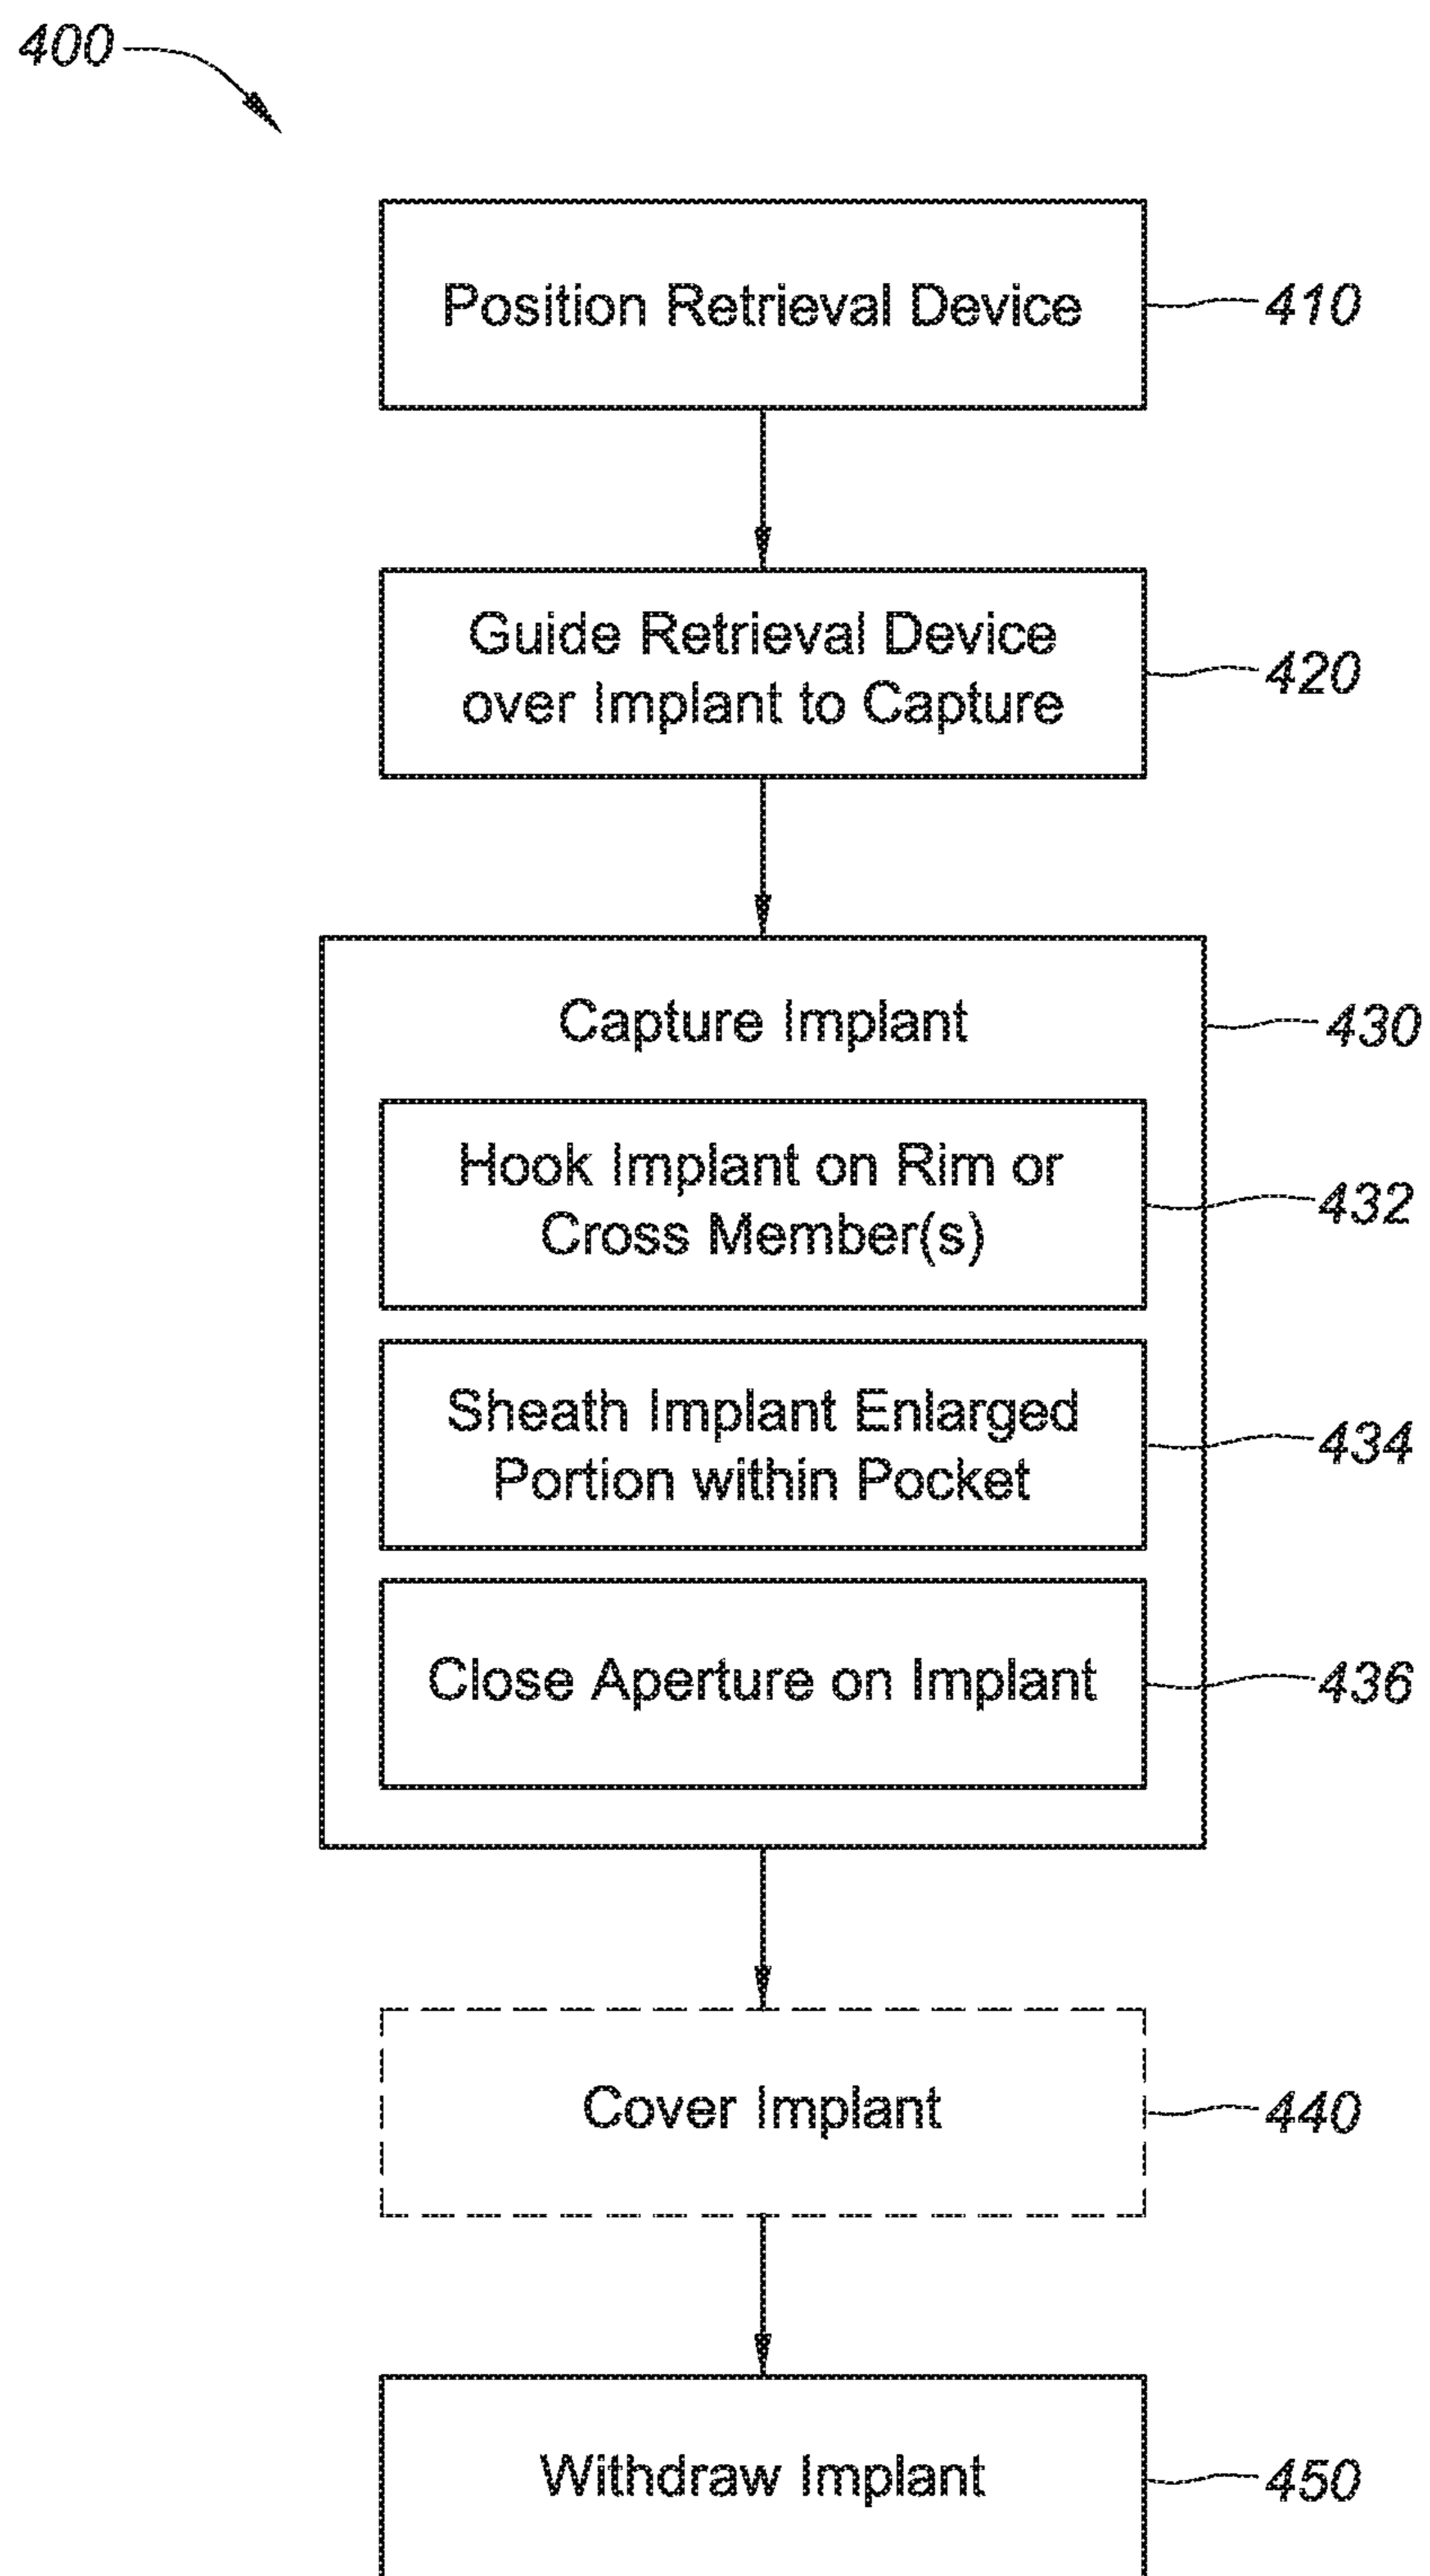 400
Position Retrieval Device
410
Guide Retrieval Device
over Implant to Capture
420
Capture Implant
430
Hook Implant on Rim or
Cross Member(s)
432
Sheath Implant Enlarged
Portion within Pocket
434
Close Aperture on Implant
436
Cover Implant
440
Withdraw Implant
450